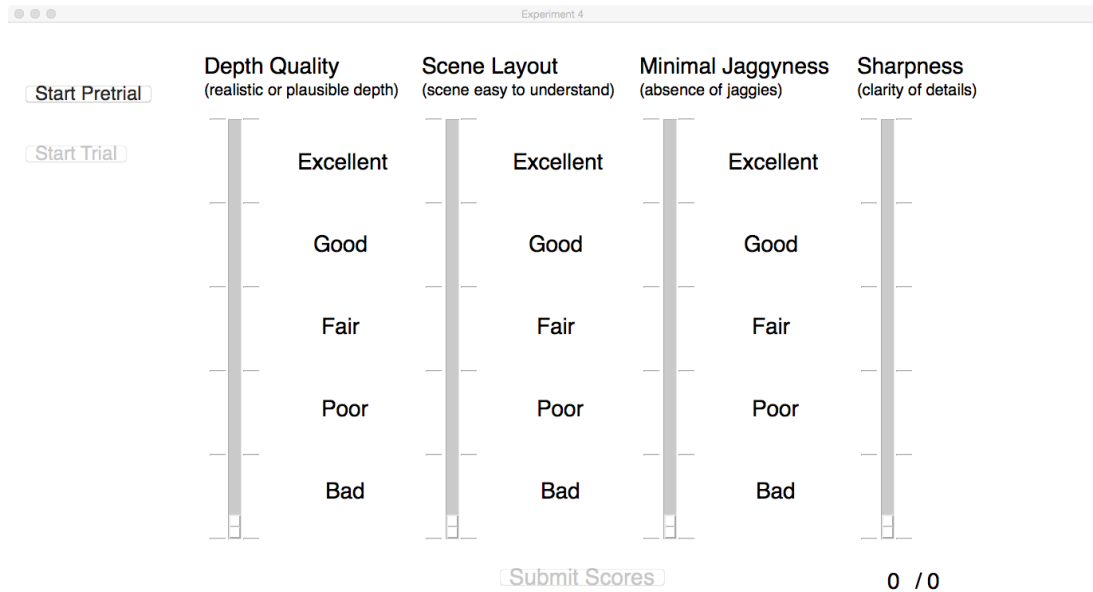 Experiment 4
Start Pretrial
Start Trial
Depth Quality Scene Layout Minimal Jaggyness Sharpness
(realistic or plausible depth) (scene easy to understand) (absence of jaggies) (clarity of details)
Excellent Excellent Excellent
Good Good Good
Fair Fair Fair
Poor Poor Poor
Bad Bad Bad
Submit Scores
0 / 0